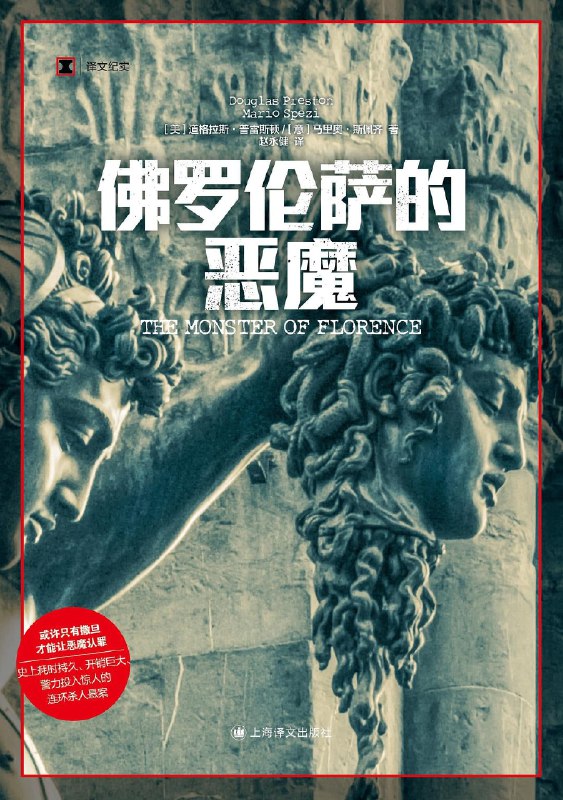 译文纪实
Douglas Preston
Mario Spezi
[美]道格拉斯·普雷斯顿/[意]马里奥·斯佩齐 著
赵永健 译
佛罗伦萨的
恶魔
THE MONSTER OF FLORENCE
或许只有撒旦
才能让恶魔认罪
史上耗时持久、开销巨大、
警力投入惊人的
连环杀人悬案
上海译文出版社